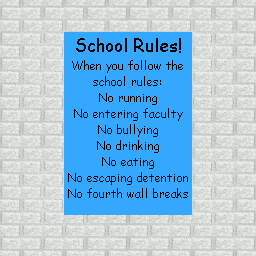 School Rules!
When you follow the
school rules:
No running
No entering faculty
No bullying
No drinking
No eating
No escaping detention
No fourth wall breaks